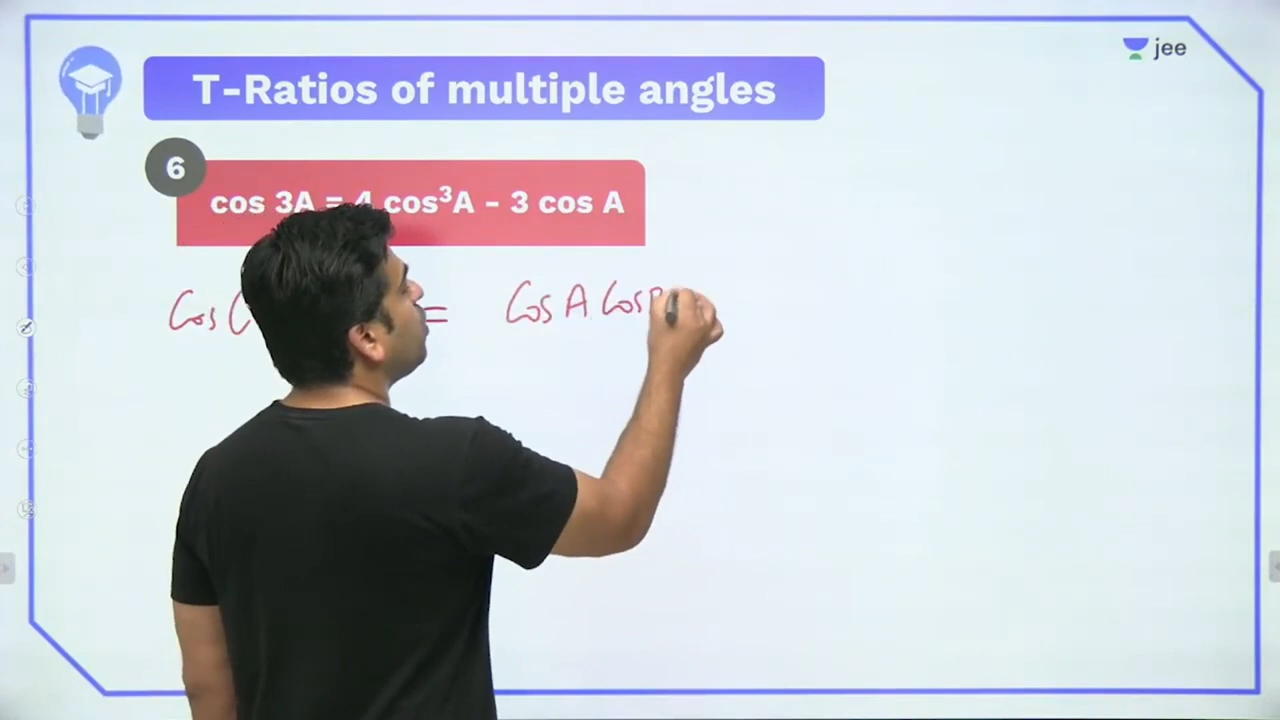 jee
T-Ratios of multiple angles
6
cos 3A = 4 cos³A - 3 cos A
Cos ( = Cos A Cos